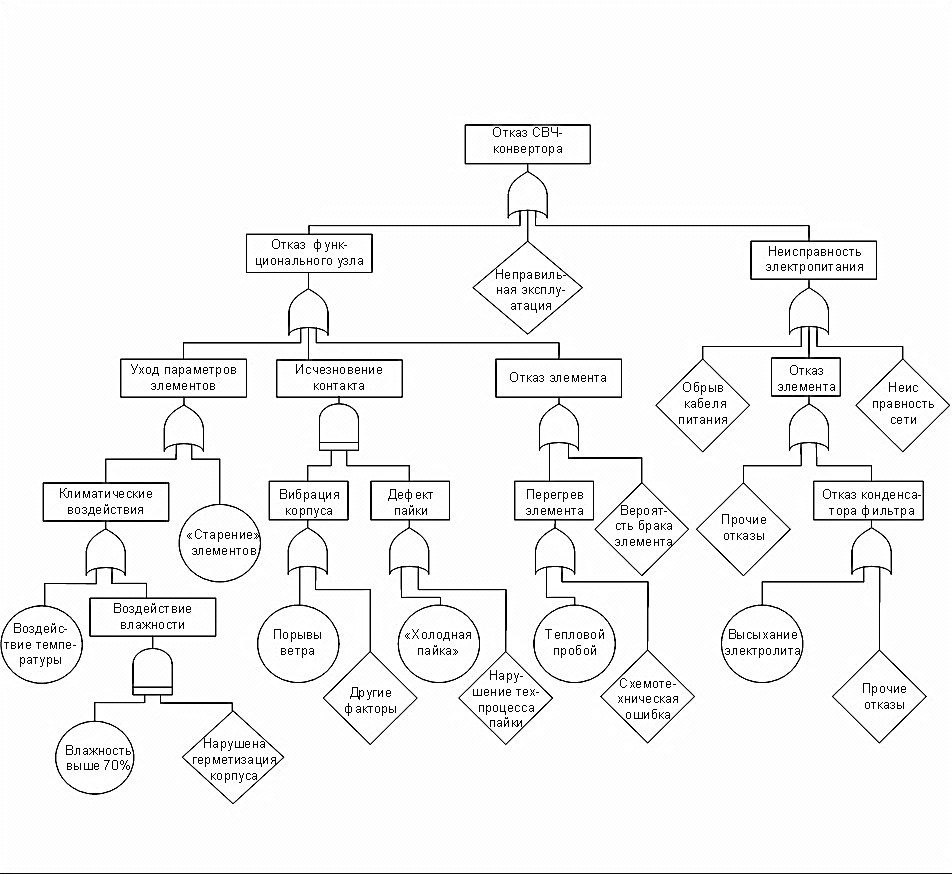 Отказ СВЧ-
конвертора
Отказ функ-
ционального узла
Неправиль-
ная эксплу-
атация
Неисправность
электропитания
Уход параметров
элементов
Исчезновение
контакта
Отказ элемента
Обрыв
кабеля
питания
Отказ
элемента
Неис
правность
сети
Климатические
воздействия
«Старение»
элементов
Вибрация
корпуса
Дефект
пайки
Перегрев
элемента
Вероят-
сть брака
элемента
Прочие
отказы
Отказ конденса-
тора фильтра
Воздейс-
твие темпе-
ратуры
Воздействие
влажности
Порывы
ветра
Другие
факторы
«Холодная
пайка»
Нару-
шение тех-
процесса
пайки
Тепловой
пробой
Схемоте-
хническая
ошибка
Высыхание
электролита
Прочие
отказы
Влажность
выше 70%
Нарушена
герметизация
корпуса